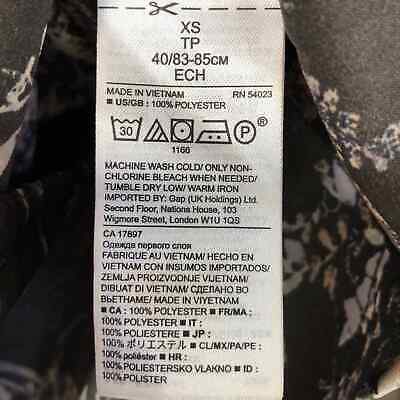 XS
TP
40/83-85см
ECH
MADE IN VIETNAM RN 54023
■ US/GB : 100% POLYESTER
30 P
1166
MACHINE WASH COLD/ ONLY NON-
CHLORINE BLEACH WHEN NEEDED/
TUMBLE DRY LOW/ WARM IRON
IMPORTED BY: Gap (UK Holdings) Ltd.
Second Floor, Nations House, 103
Wigmore Street, London W1U 1QS
CA 17897
Одежда первого слоя
FABRIQUE AU VIETNAM/ HECHO EN
VIETNAM CON INSUMOS IMPORTADOS/
ZEMLJA PROIZVODNJE VIJETNAM/
DIBUAT DI VIETNAM/ СДЕЛАНО ВО
ВЬЕТНАМЕ/ MADE IN VIYETNAM
■ CA : 100% POLYESTER ■ FR/MA :
100% POLYESTER ■ IT :
100% POLIESTERE ■ JP :
100% ポリエステル ■ CL/MX/PA/PE :
100% poliéster ■ HR :
100% POLIESTERSKO VLAKNO ■ ID :
100% POLISTER